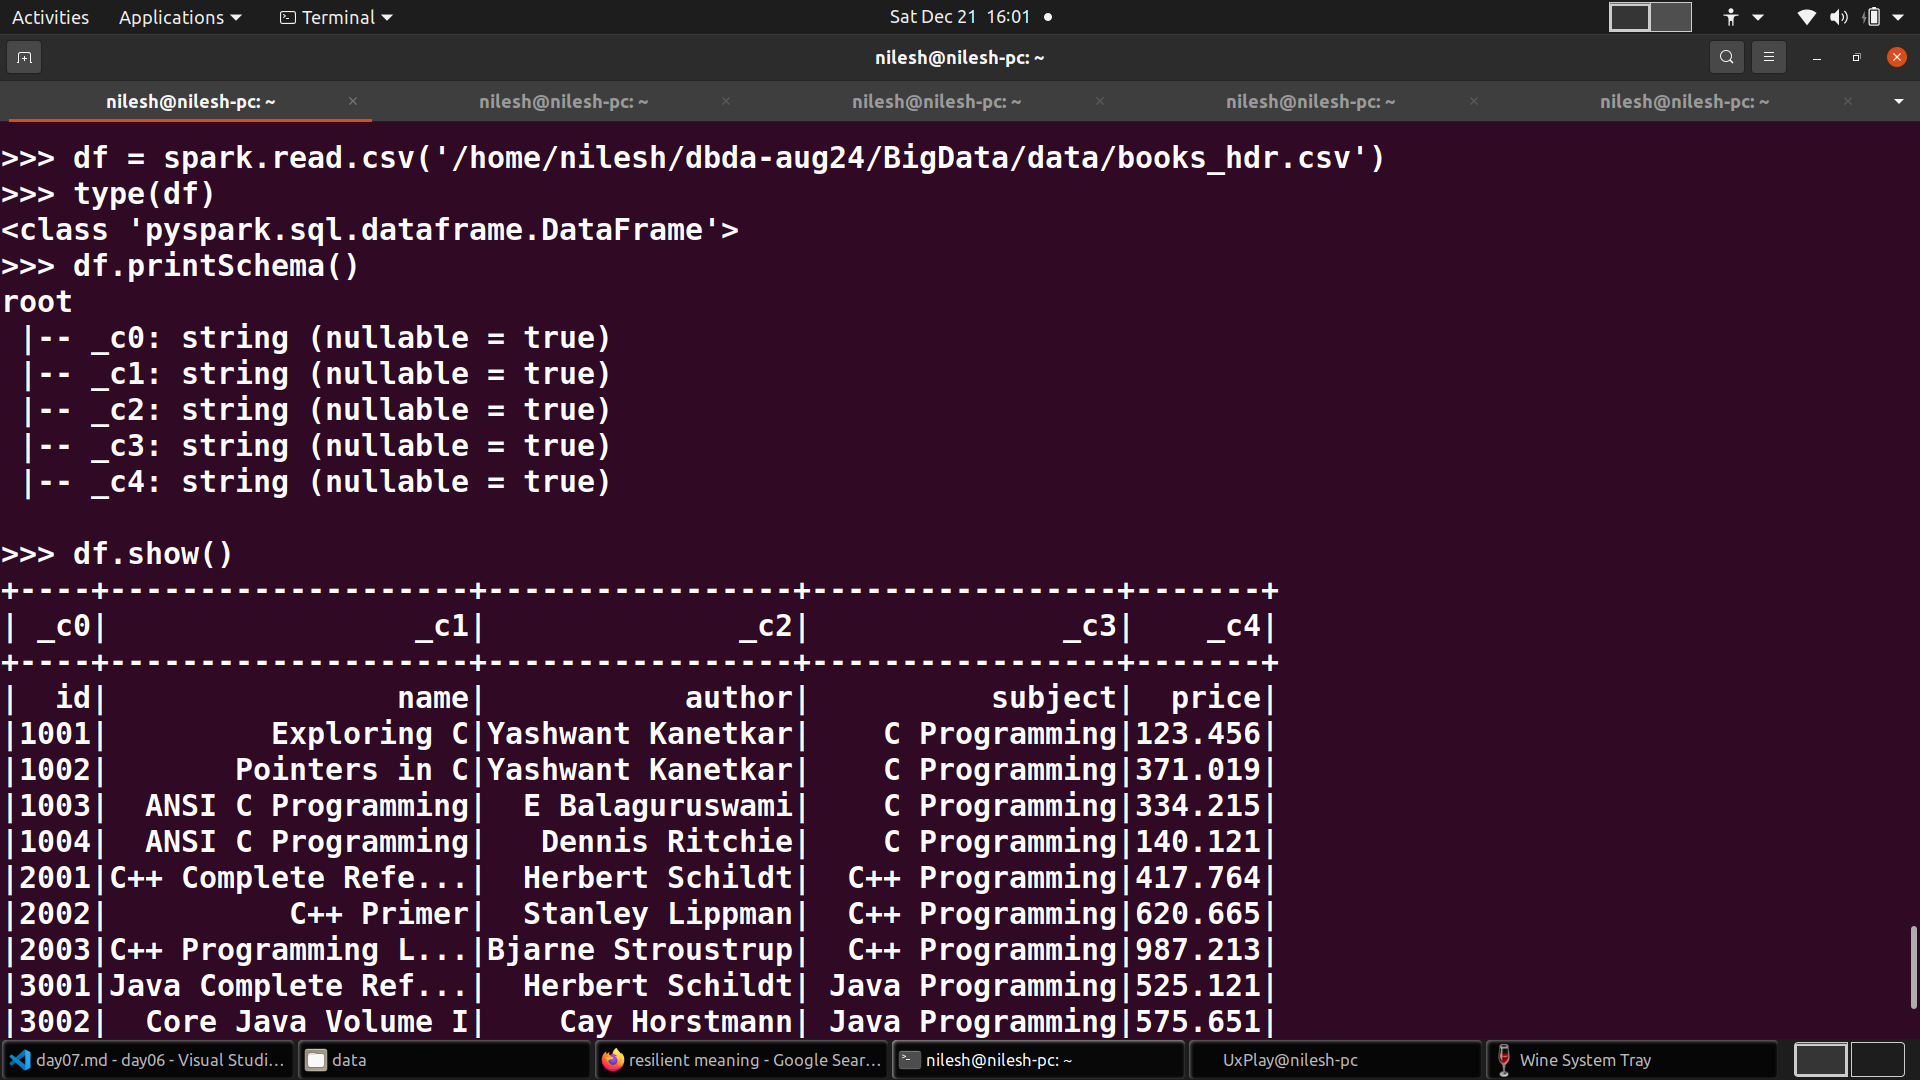 Activities Applications Terminal Sat Dec 21 16:01
nilesh@nilesh-pc: ~
nilesh@nilesh-pc: ~ nilesh@nilesh-pc: ~ nilesh@nilesh-pc: ~ nilesh@nilesh-pc: ~ nilesh@nilesh-pc: ~
>>> df = spark.read.csv('/home/nilesh/dbda-aug24/BigData/data/books_hdr.csv')
>>> type(df)
<class 'pyspark.sql.dataframe.DataFrame'>
>>> df.printSchema()
root
 |-- _c0: string (nullable = true)
 |-- _c1: string (nullable = true)
 |-- _c2: string (nullable = true)
 |-- _c3: string (nullable = true)
 |-- _c4: string (nullable = true)
>>> df.show()
+----+--------------------+-----------------+-----------------+-------+
| _c0|                 _c1|              _c2|              _c3|    _c4|
+----+--------------------+-----------------+-----------------+-------+
|  id|                name|           author|          subject|  price|
|1001|         Exploring C|Yashwant Kanetkar|    C Programming|123.456|
|1002|       Pointers in C|Yashwant Kanetkar|    C Programming|371.019|
|1003|  ANSI C Programming|  E Balaguruswami|    C Programming|334.215|
|1004|  ANSI C Programming|   Dennis Ritchie|    C Programming|140.121|
|2001|C++ Complete Refe...|  Herbert Schildt|  C++ Programming|417.764|
|2002|          C++ Primer|  Stanley Lippman|  C++ Programming|620.665|
|2003|C++ Programming L...|Bjarne Stroustrup|  C++ Programming|987.213|
|3001|Java Complete Ref...|  Herbert Schildt| Java Programming|525.121|
|3002|  Core Java Volume I|    Cay Horstmann| Java Programming|575.651|
day07.md - day06 - Visual Studi... data resilient meaning - Google Sear... nilesh@nilesh-pc: ~ UxPlay@nilesh-pc Wine System Tray